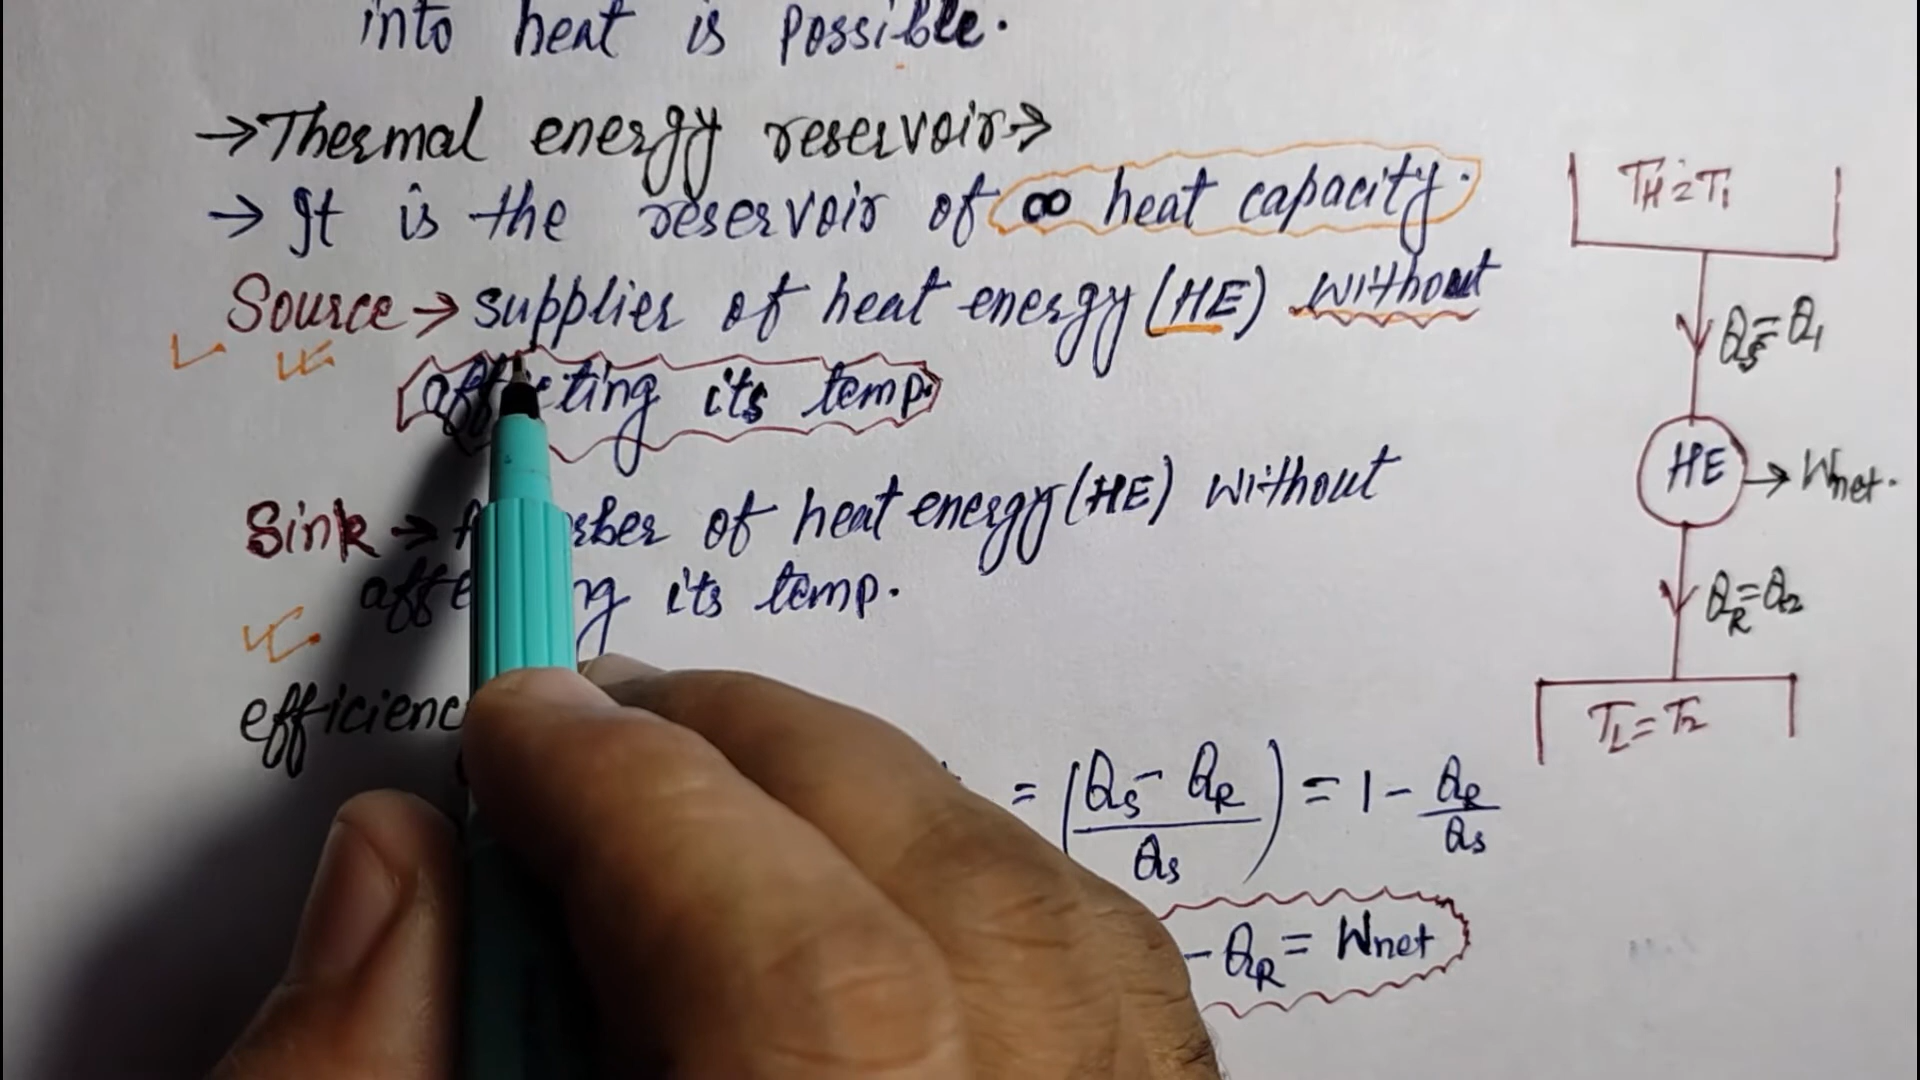 into heat is possible.
→ Thermal energy reservoir →
→ It is the reservoir of ∞ heat capacity.
Source → supplier of heat energy (HE) without
affecting its temp.
Sink → of heat energy (HE) without
its temp.
= (Qs - QR / Qs) = 1 - QR / Qs
- QR = Wnet
TH = T1
Qs = Q1
HE → Wnet.
QR = Q2
TL = T2